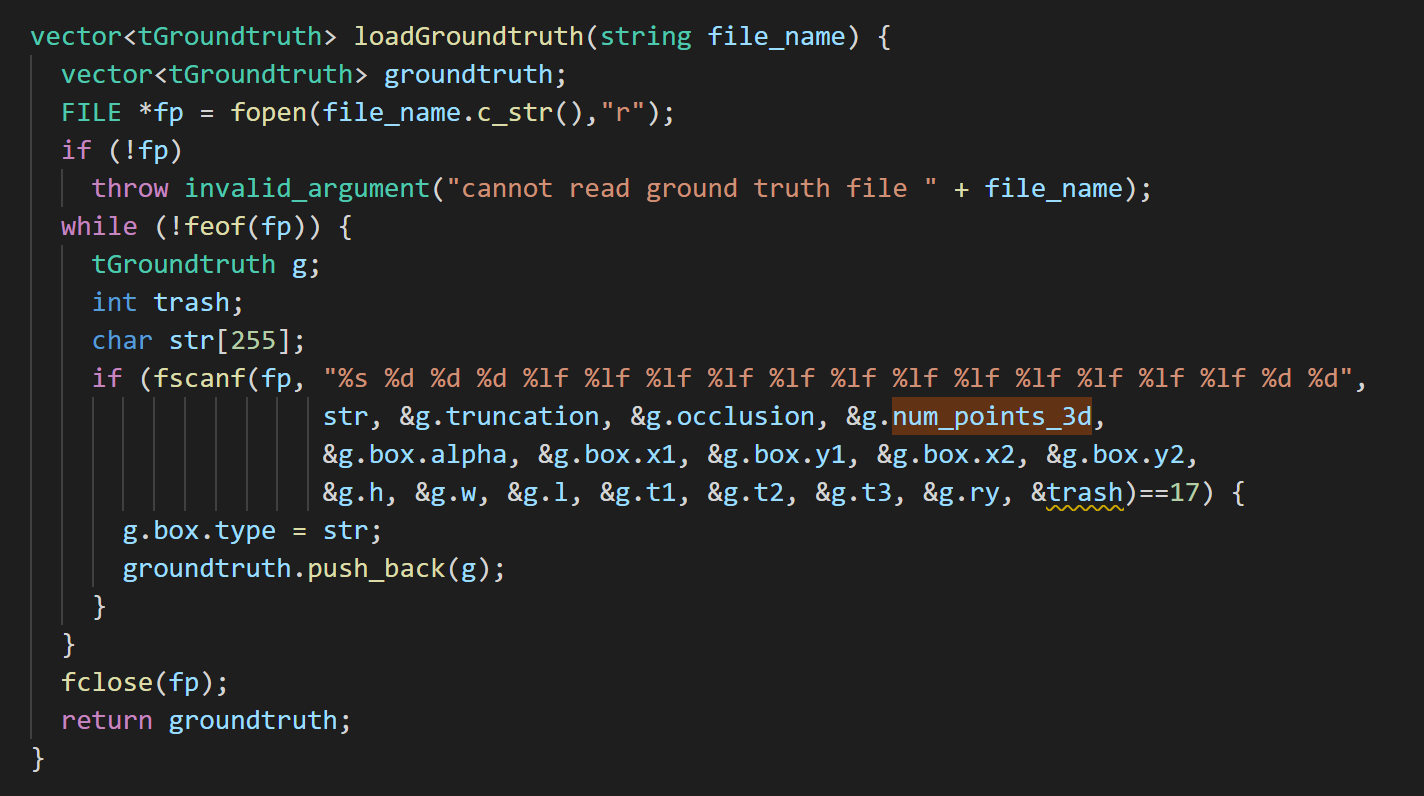 vector<tGroundtruth> loadGroundtruth(string file_name) {
  vector<tGroundtruth> groundtruth;
  FILE *fp = fopen(file_name.c_str(),"r");
  if (!fp)
    throw invalid_argument("cannot read ground truth file " + file_name);
  while (!feof(fp)) {
    tGroundtruth g;
    int trash;
    char str[255];
    if (fscanf(fp, "%s %d %d %d %lf %lf %lf %lf %lf %lf %lf %lf %lf %lf %lf %lf %d %d",
                   str, &g.truncation, &g.occlusion, &g.num_points_3d,
                   &g.box.alpha, &g.box.x1, &g.box.y1, &g.box.x2, &g.box.y2,
                   &g.h, &g.w, &g.l, &g.t1, &g.t2, &g.t3, &g.ry, &trash)==17) {
      g.box.type = str;
      groundtruth.push_back(g);
    }
  }
  fclose(fp);
  return groundtruth;
}